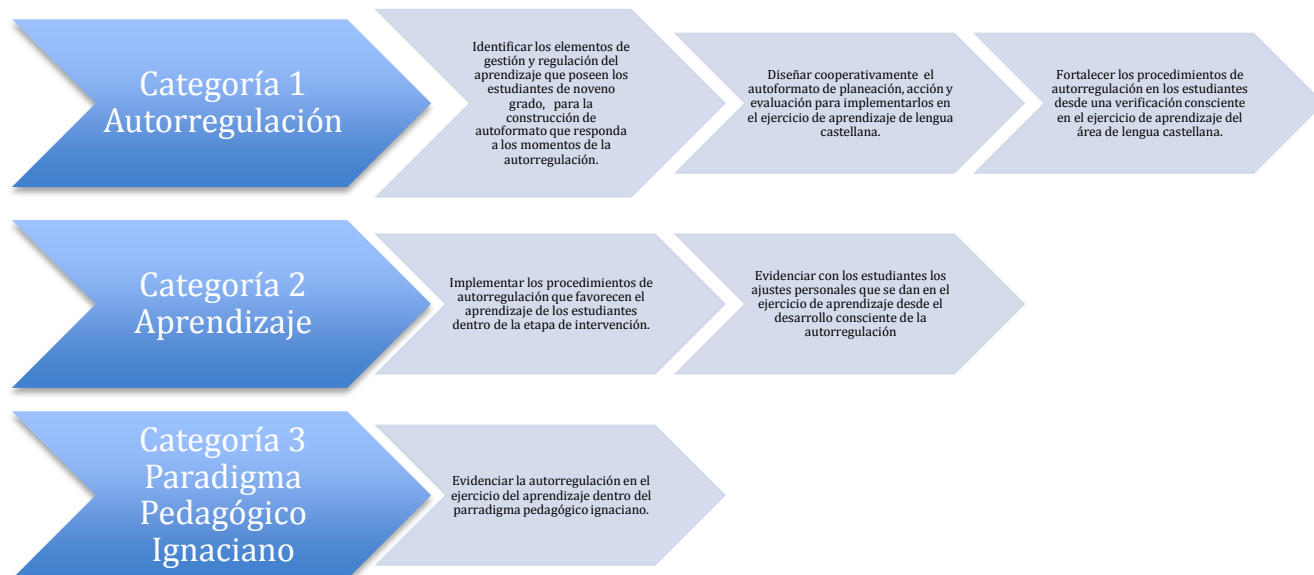 Categoría 1
Autorregulación
Identificar los elementos de
gestión y regulación del
aprendizaje que poseen los
estudiantes de noveno
grado, para la
construcción de
autoformato que responda
a los momentos de la
autorregulación.
Diseñar cooperativamente el
autoformato de planeación, acción y
evaluación para implementarlos en
el ejercicio de aprendizaje de lengua
castellana.
Fortalecer los procedimientos de
autorregulación en los estudiantes
desde una verificación consciente
en el ejercicio de aprendizaje del
área de lengua castellana.
Categoría 2
Aprendizaje
Implementar los procedimientos de
autorregulación que favorecen el
aprendizaje de los estudiantes
dentro de la etapa de intervención.
Evidenciar con los estudiantes los
ajustes personales que se dan en el
ejercicio de aprendizaje desde el
desarrollo consciente de la
autorregulación
Categoría 3
Paradigma
Pedagógico
Ignaciano
Evidenciar la autorregulación en el
ejercicio del aprendizaje dentro del
parradigma pedagógico ignaciano.